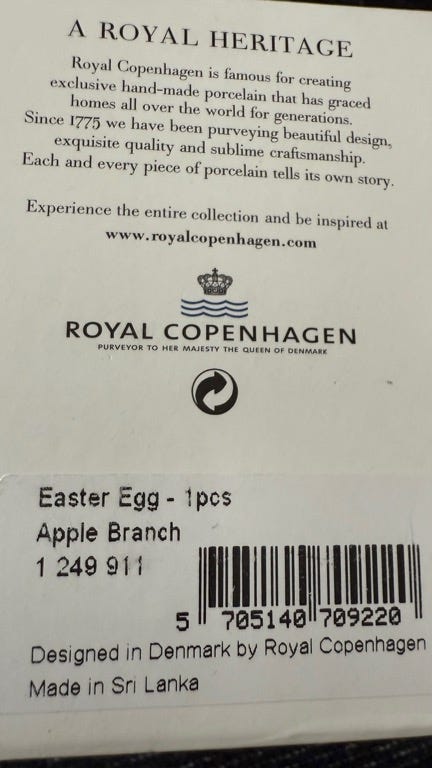 A ROYAL HERITAGE
Royal Copenhagen is famous for creating
exclusive hand-made porcelain that has graced
homes all over the world for generations.
Since 1775 we have been purveying beautiful design,
exquisite quality and sublime craftsmanship.
Each and every piece of porcelain tells its own story.
Experience the entire collection and be inspired at
www.royalcopenhagen.com
ROYAL COPENHAGEN
PURVEYOR TO HER MAJESTY THE QUEEN OF DENMARK
Easter Egg - 1pcs
Apple Branch
1 249 911
5 705140 709220
Designed in Denmark by Royal Copenhagen
Made in Sri Lanka